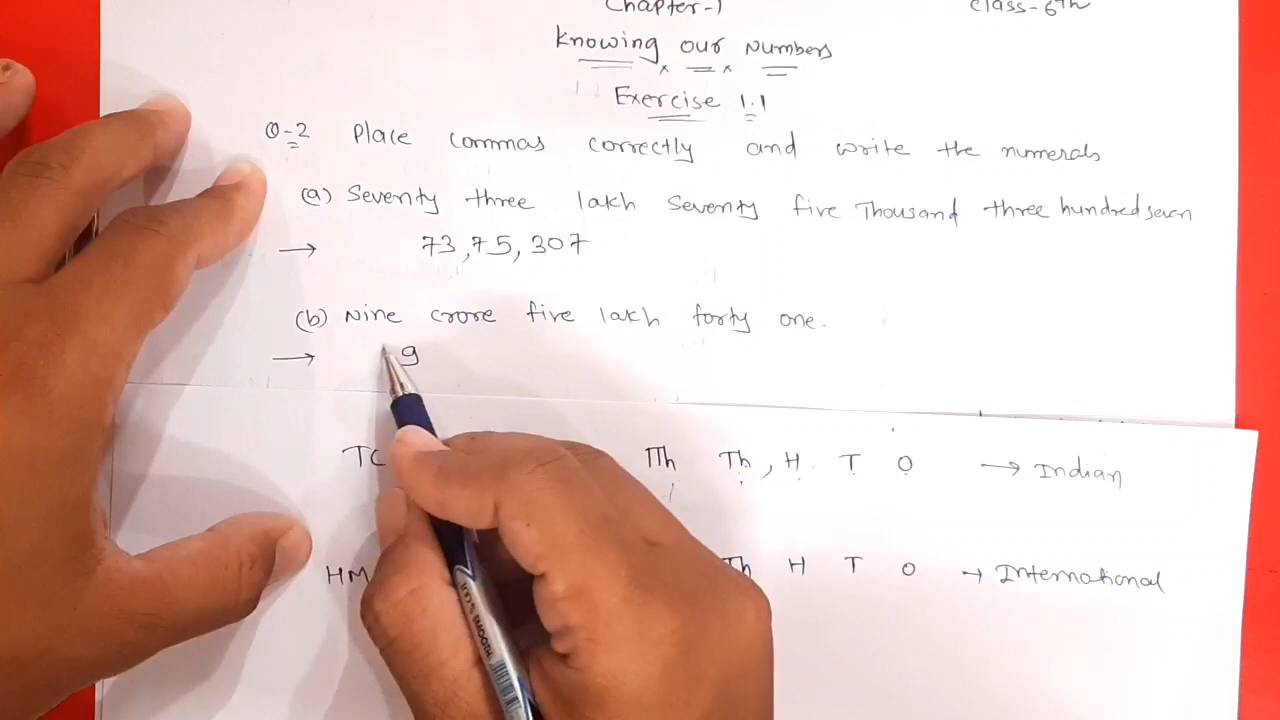 Chapter-1 Class-6th
Knowing our Numbers
Exercise 1.1
Q-2 Place commas correctly and write the numerals
(a) Seventy three lakh Seventy five Thousand three hundred seven
→ 73,75,307
(b) Nine crore five lakh forty one.
→ 9
TC TTh Th, H T O → Indian
HM Th H T O → International